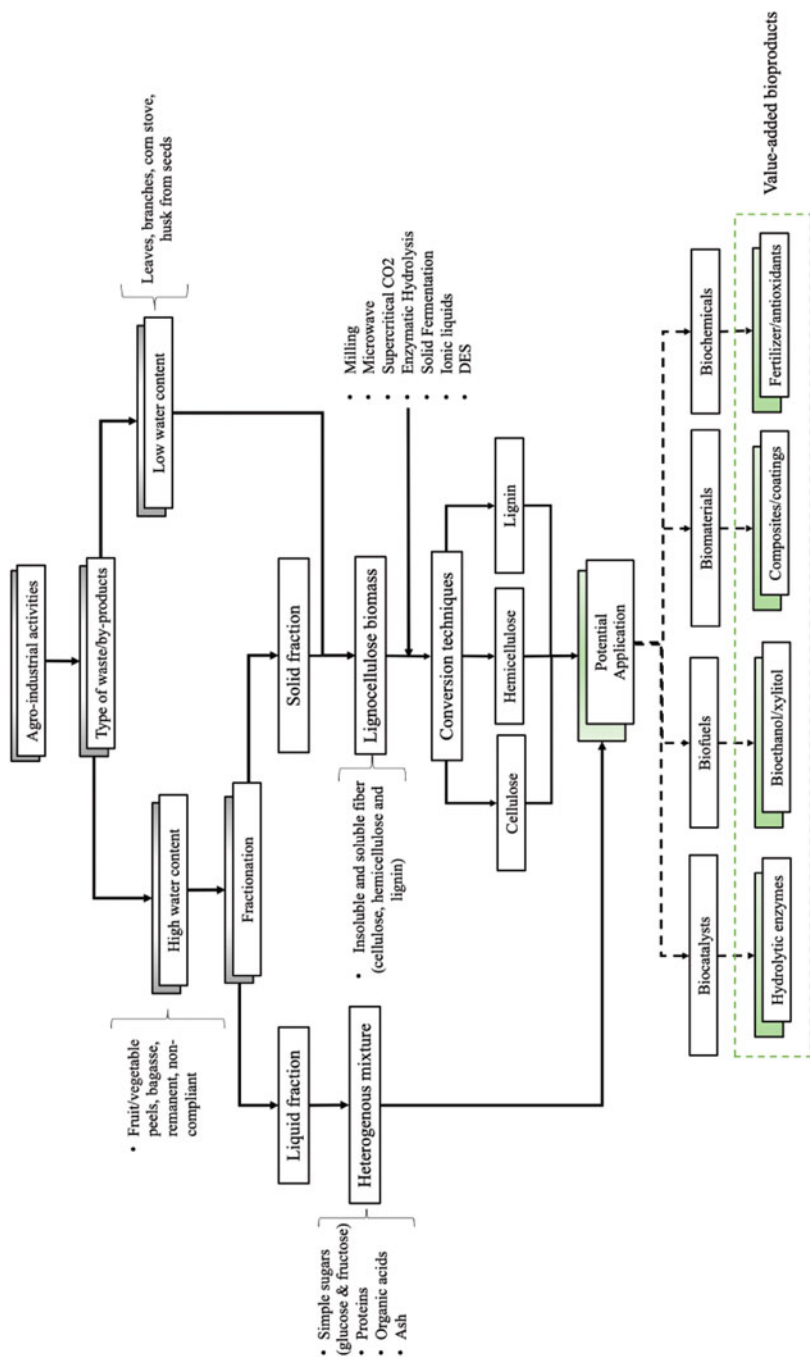 Agro-industrial activities
Type of waste/by-products
High water content
Low water content
• Fruit/vegetable
peels, bagasse,
remanent, non-
compliant
Leaves, branches, corn stove,
husk from seeds
Fractionation
Liquid fraction
Solid fraction
Heterogenous mixture
• Simple sugars
(glucose & fructose)
• Proteins
• Organic acids
• Ash
Lignocellulose biomass
• Insoluble and soluble fiber
(cellulose, hemicellulose and
lignin)
• Milling
• Microwave
• Supercritical CO2
• Enzymatic Hydrolysis
• Solid Fermentation
• Ionic liquids
• DES
Conversion techniques
Cellulose
Hemicellulose
Lignin
Potential
Application
Biocatalysts
Biofuels
Biomaterials
Biochemicals
Hydrolytic enzymes
Bioethanol/xylitol
Composites/coatings
Fertilizer/antioxidants
Value-added bioproducts